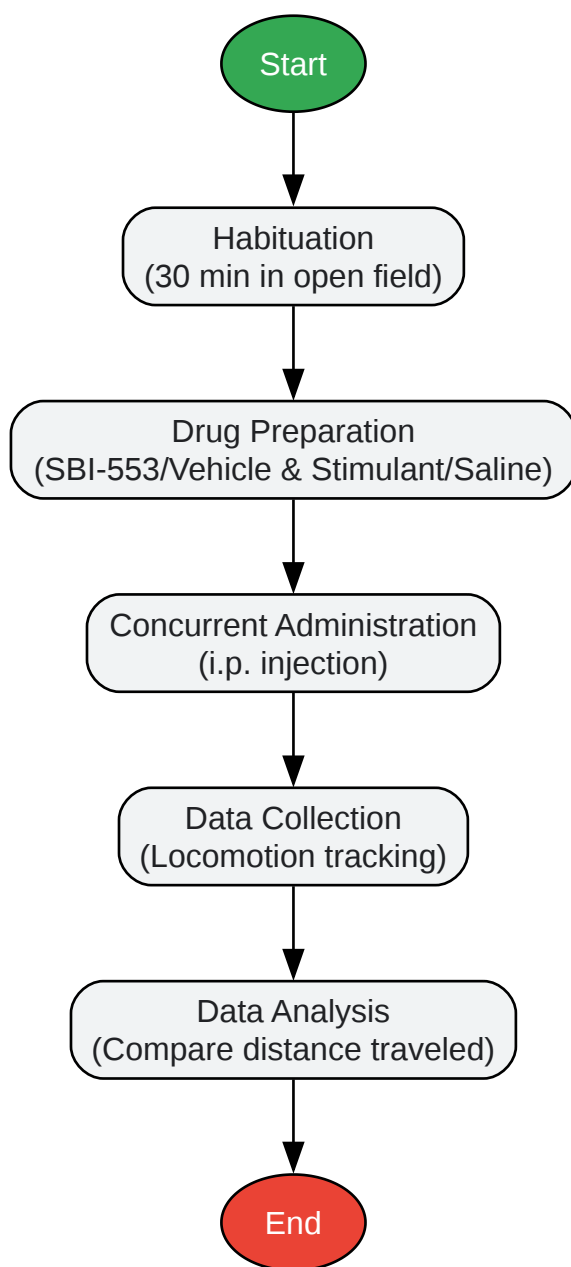 Start
Habituation
(30 min in open field)
Drug Preparation
(SBI-553/Vehicle & Stimulant/Saline)
Concurrent Administration
(i.p. injection)
Data Collection
(Locomotion tracking)
Data Analysis
(Compare distance traveled)
End